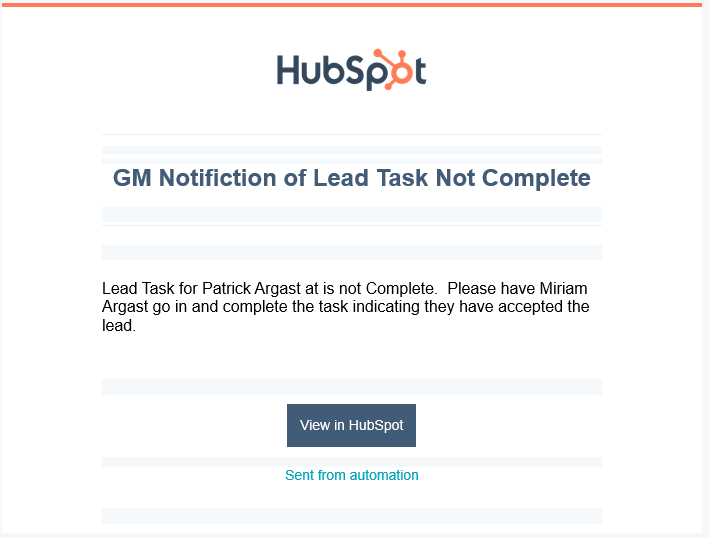 HubSpot
GM Notifiction of Lead Task Not Complete
Lead Task for Patrick Argast at is not Complete.  Please have Miriam
Argast go in and complete the task indicating they have accepted the
lead.
View in HubSpot
Sent from automation